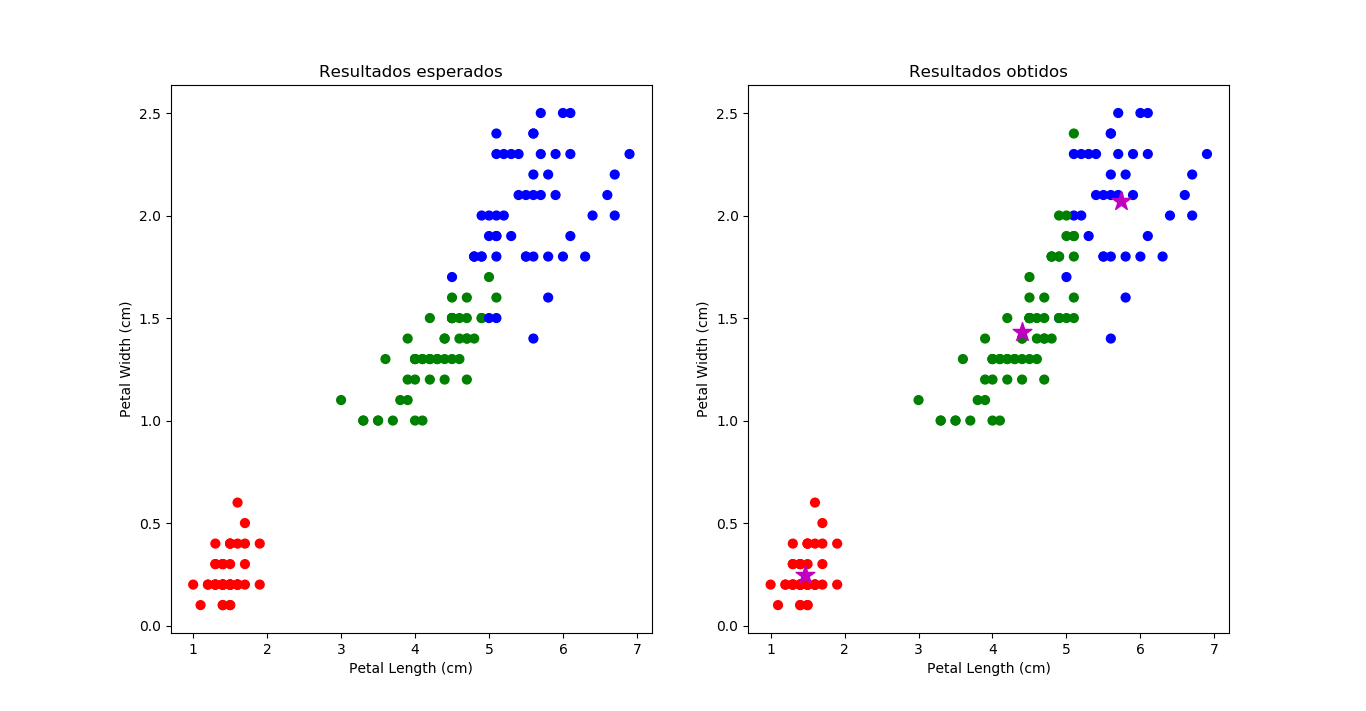 Resultados esperados
2.5
2.0
1.5
1.0
0.5
0.0
Petal Width (cm)
1 2 3 4 5 6 7
Petal Length (cm)
Resultados obtidos
2.5
2.0
1.5
1.0
0.5
0.0
Petal Width (cm)
1 2 3 4 5 6 7
Petal Length (cm)